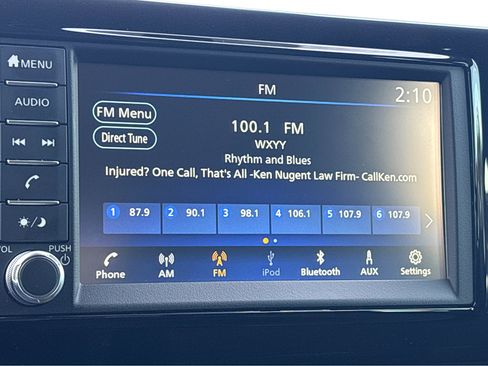 MENU
FM
2:10
AUDIO
FM Menu
100.1 FM
Direct Tune
WXYY
Rhythm and Blues
Injured? One Call, That's All -Ken Nugent Law Firm- CallKen.com
1 87.9 2 90.1 3 98.1 4 106.1 5 107.9 6 107.9
VOL PUSH
Phone AM FM iPod Bluetooth AUX Settings